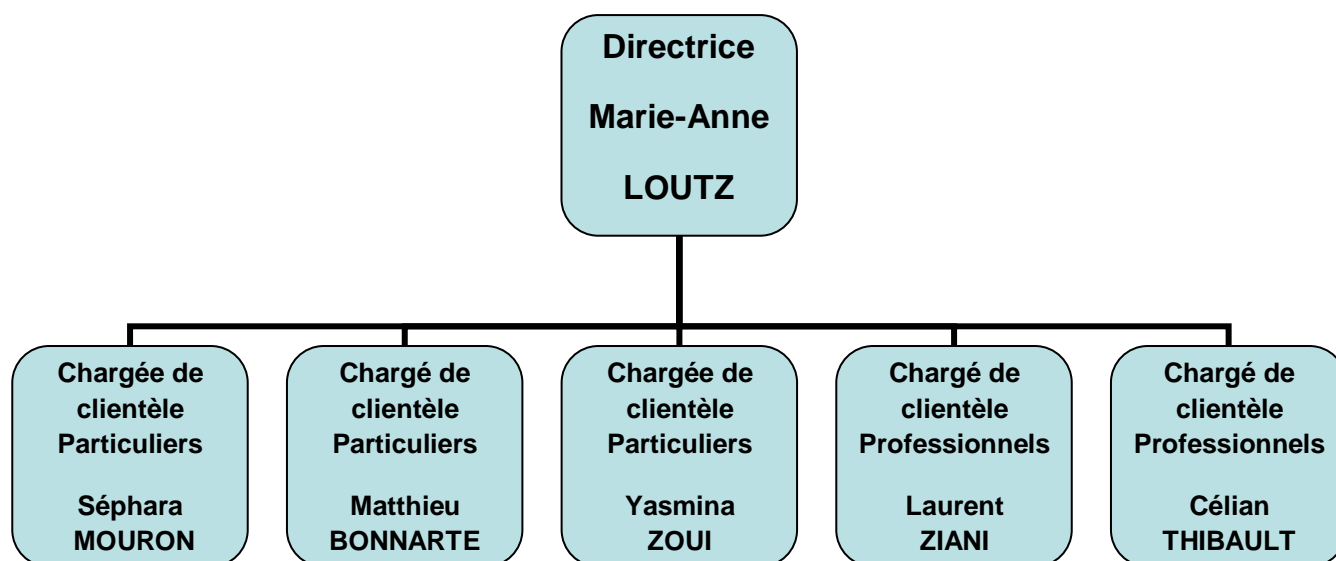 Directrice
Marie-Anne
LOUTZ
Chargée de
clientèle
Particuliers
Séphara
MOURON
Chargé de
clientèle
Particuliers
Matthieu
BONNARTE
Chargée de
clientèle
Particuliers
Yasmina
ZOUI
Chargé de
clientèle
Professionnels
Laurent
ZIANI
Chargé de
clientèle
Professionnels
Célian
THIBAULT